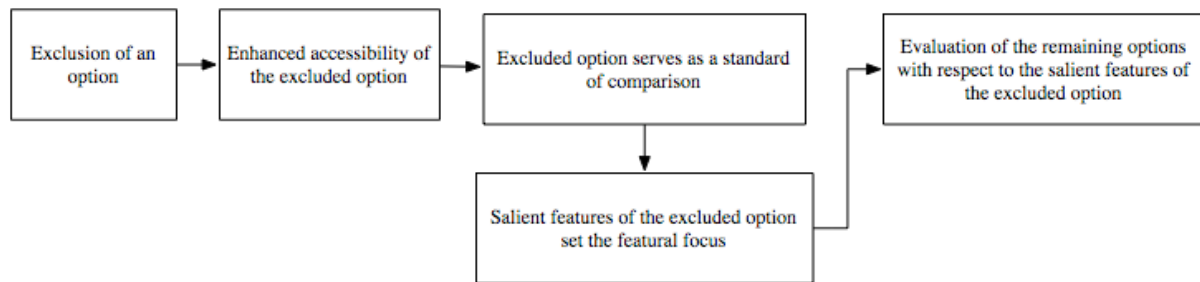 Exclusion of an
option
Enhanced accessibility of
the excluded option
Excluded option serves as a standard
of comparison
Salient features of the excluded option
set the featural focus
Evaluation of the remaining options
with respect to the salient features of
the excluded option